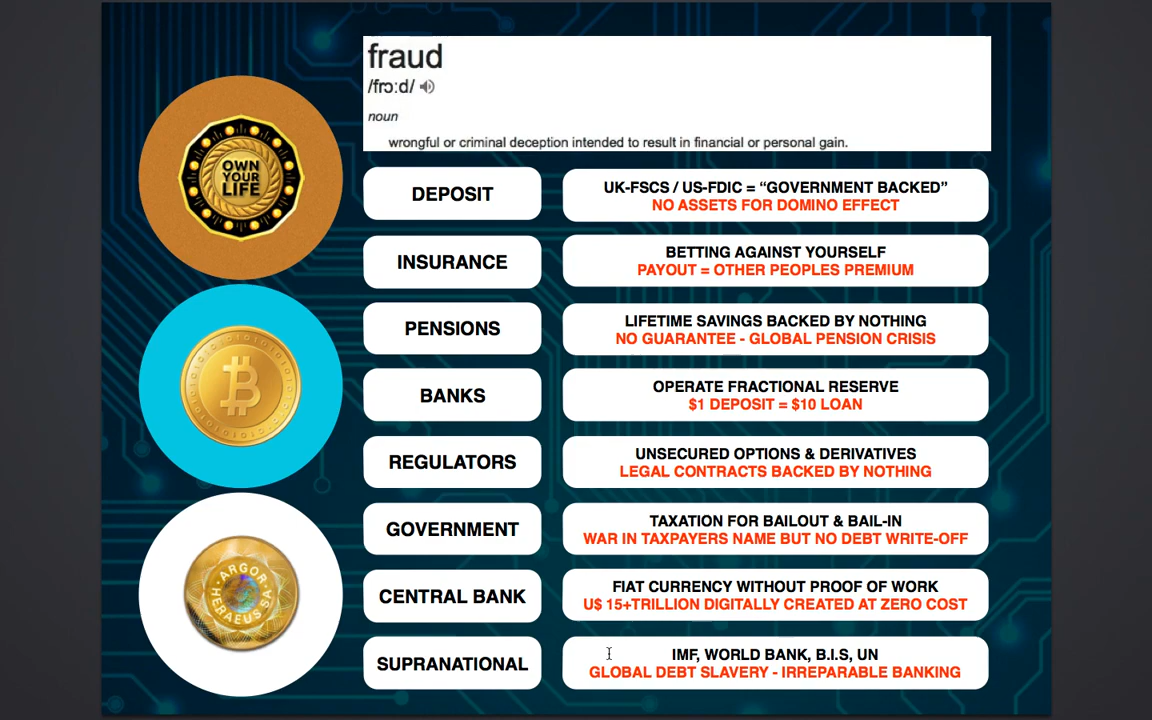 fraud
/frɔːd/
noun
wrongful or criminal deception intended to result in financial or personal gain.
OWN
YOUR
LIFE
DEPOSIT
UK-FSCS / US-FDIC = “GOVERNMENT BACKED”
NO ASSETS FOR DOMINO EFFECT
INSURANCE
BETTING AGAINST YOURSELF
PAYOUT = OTHER PEOPLES PREMIUM
PENSIONS
LIFETIME SAVINGS BACKED BY NOTHING
NO GUARANTEE - GLOBAL PENSION CRISIS
BANKS
OPERATE FRACTIONAL RESERVE
$1 DEPOSIT = $10 LOAN
REGULATORS
UNSECURED OPTIONS & DERIVATIVES
LEGAL CONTRACTS BACKED BY NOTHING
GOVERNMENT
TAXATION FOR BAILOUT & BAIL-IN
WAR IN TAXPAYERS NAME BUT NO DEBT WRITE-OFF
CENTRAL BANK
FIAT CURRENCY WITHOUT PROOF OF WORK
U$ 15+TRILLION DIGITALLY CREATED AT ZERO COST
ARGOR
HERAEUS SA
SUPRANATIONAL
IMF, WORLD BANK, B.I.S, UN
GLOBAL DEBT SLAVERY - IRREPARABLE BANKING